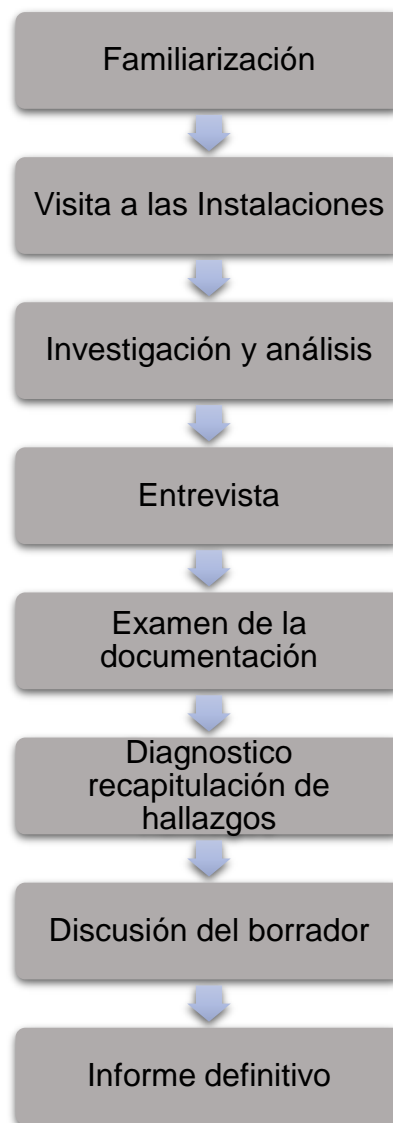 Familiarización
Visita a las Instalaciones
Investigación y análisis
Entrevista
Examen de la
documentación
Diagnostico
recapitulación de
hallazgos
Discusión del borrador
Informe definitivo